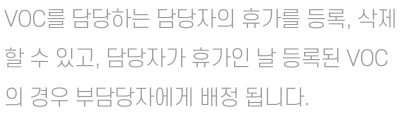 VOC를 담당하는 담당자의 휴가를 등록, 삭제
할 수 있고, 담당자가 휴가인 날 등록된 VOC
의 경우 부담당자에게 배정 됩니다.